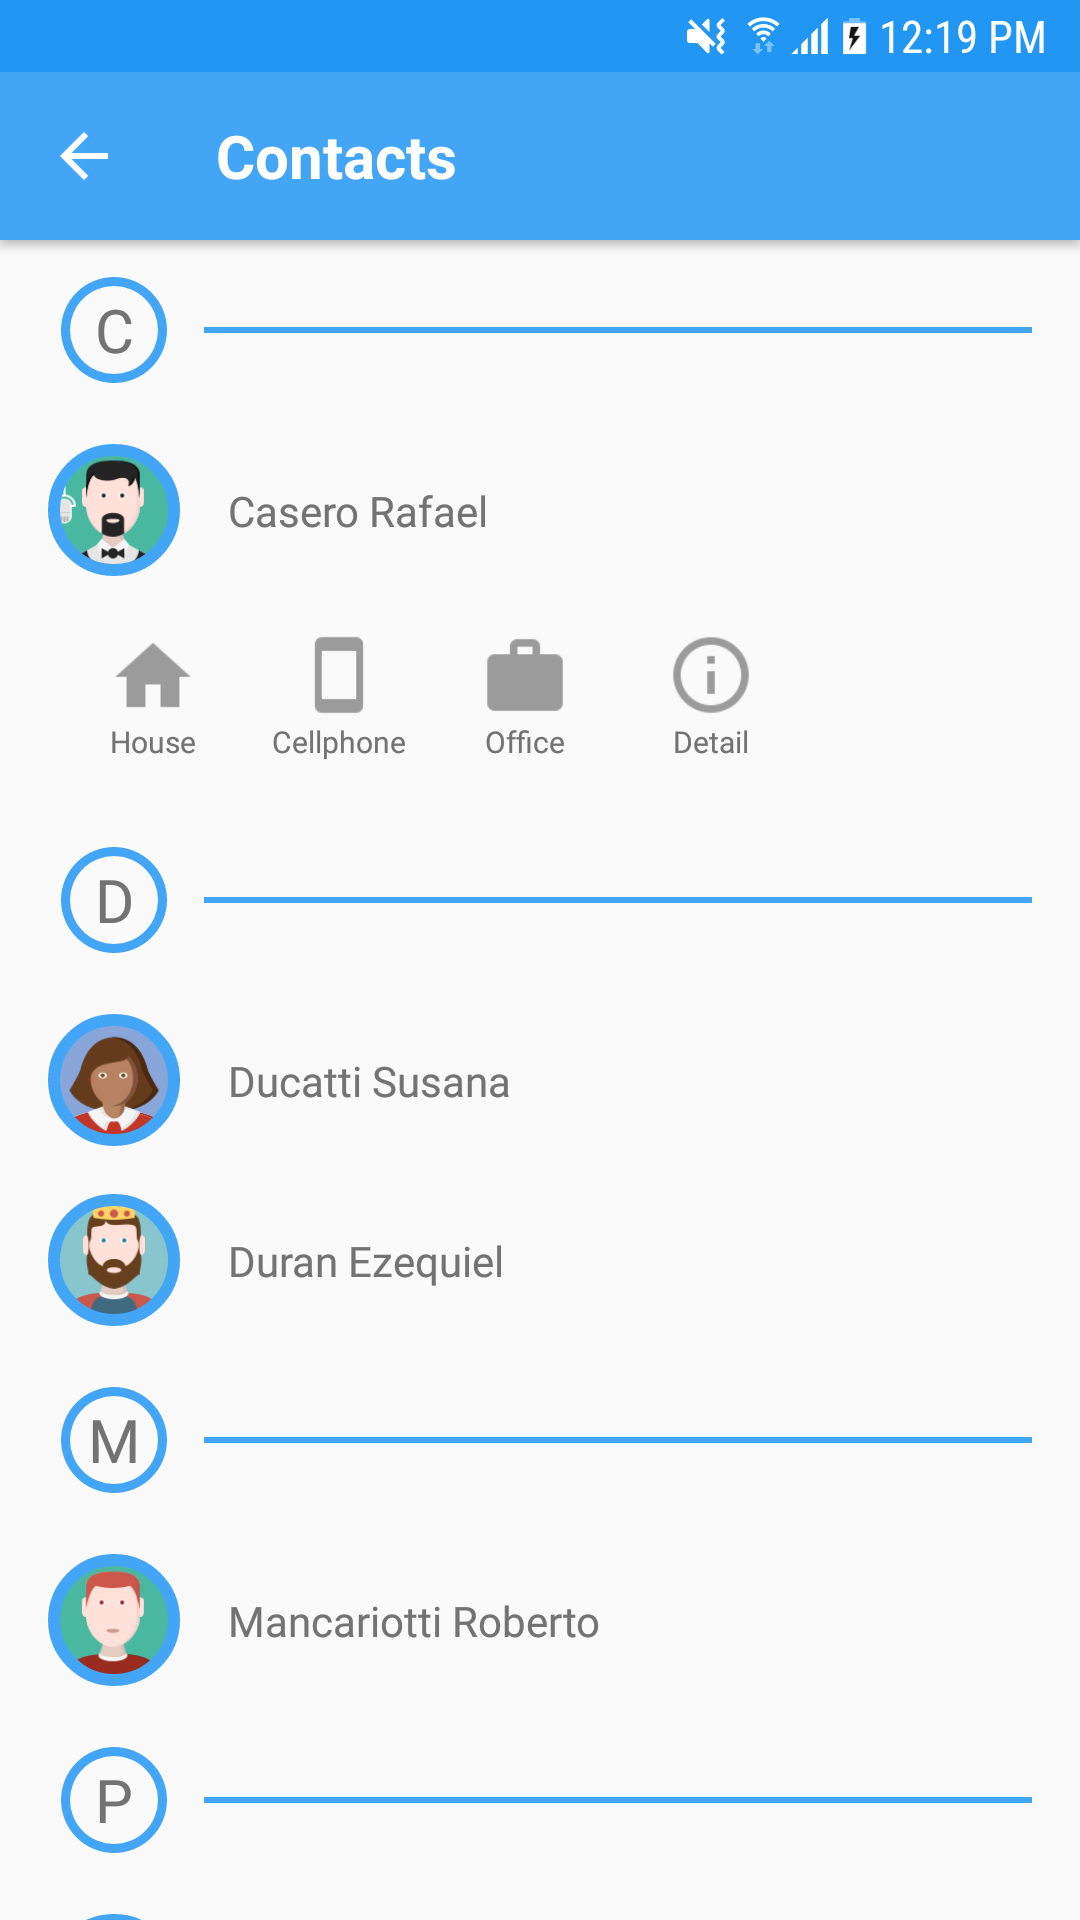 12:19 PM
Contacts
C
Casero Rafael
House Cellphone Office Detail
D
Ducatti Susana
Duran Ezequiel
M
Mancariotti Roberto
P